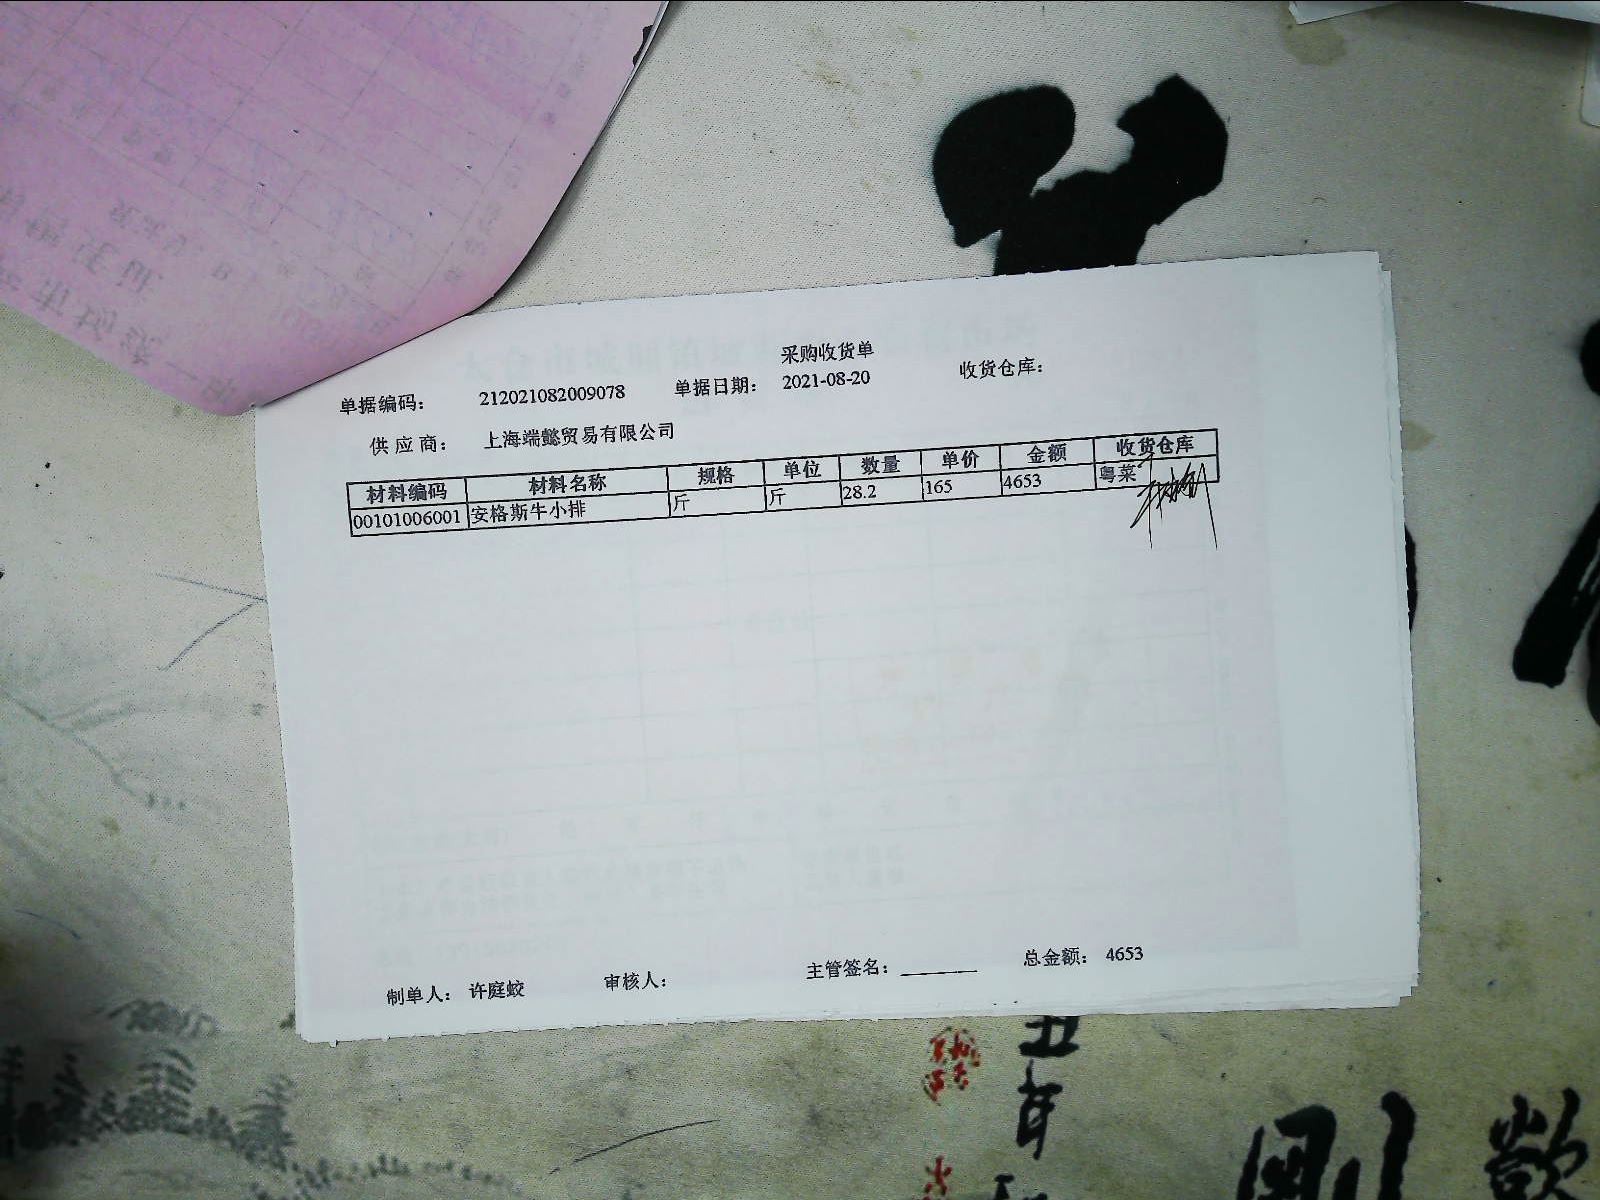 采购收货单
单据编码： 212021082009078 单据日期： 2021-08-20 收货仓库：
供应商： 上海端懿贸易有限公司
材料编码 材料名称 规格 单位 数量 单价 金额 收货仓库
00101006001 安格斯牛小排 斤 斤 28.2 165 4653 粤菜
制单人： 许庭蛟 审核人： 主管签名： 总金额： 4653
丑年